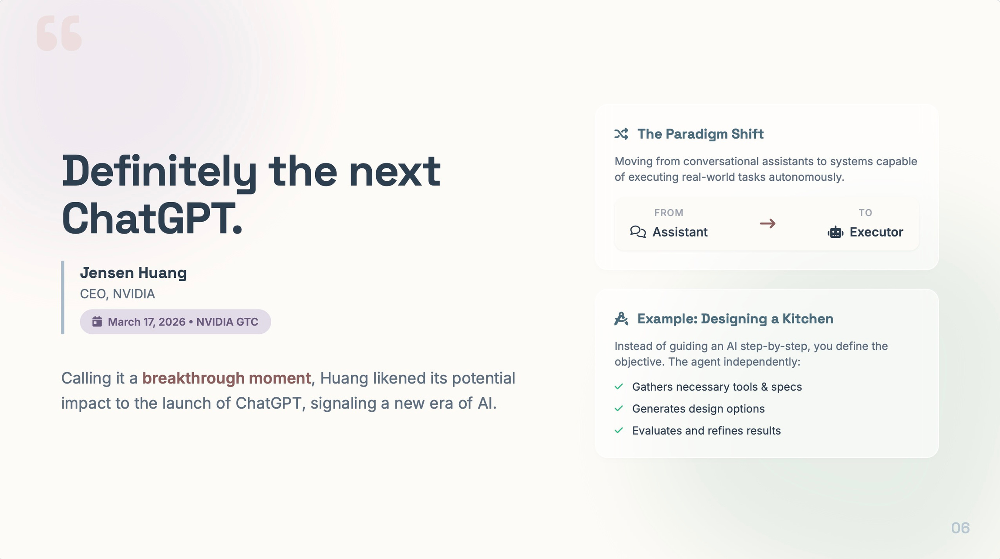 “
Definitely the next
ChatGPT.
Jensen Huang
CEO, NVIDIA
March 17, 2026 • NVIDIA GTC
Calling it a breakthrough moment, Huang likened its potential
impact to the launch of ChatGPT, signaling a new era of AI.
The Paradigm Shift
Moving from conversational assistants to systems capable
of executing real-world tasks autonomously.
FROM
Assistant
→
TO
Executor
Example: Designing a Kitchen
Instead of guiding an AI step-by-step, you define the
objective. The agent independently:
Gathers necessary tools & specs
Generates design options
Evaluates and refines results
06